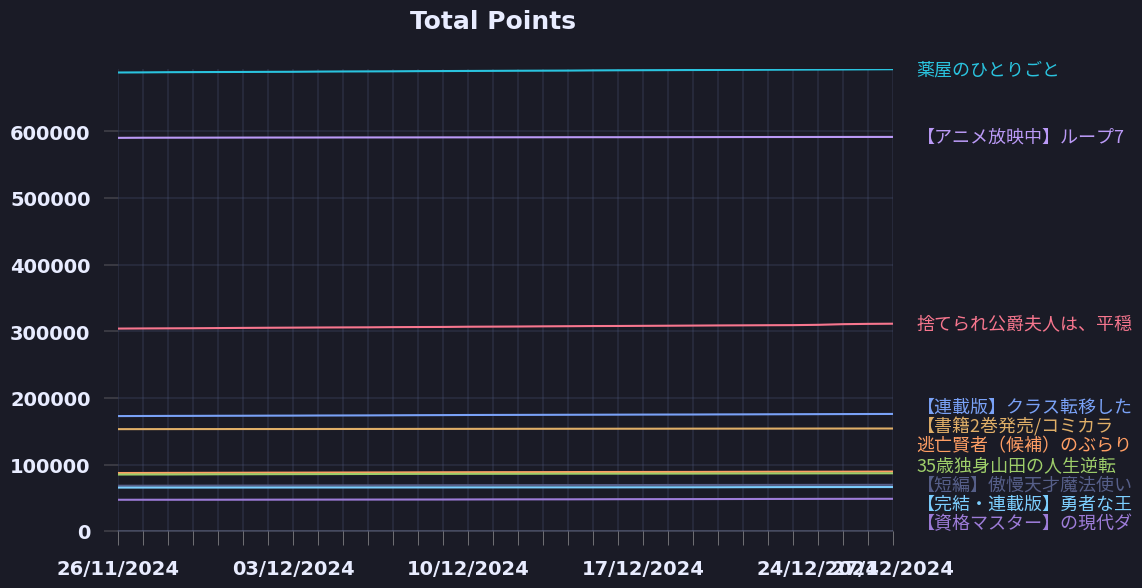 Total Points
薬屋のひとりごと
600000
【アニメ放映中】ループ7
500000
400000
300000
捨てられ公爵夫人は、平穏
200000
【連載版】クラス転移した
【書籍2巻発売/コミカラ
逃亡賢者（候補）のぶらり
100000
35歳独身山田の人生逆転
【短編】傲慢天才魔法使い
【完結・連載版】勇者な王
【資格マスター】の現代ダ
0
26/11/2024
03/12/2024
10/12/2024
17/12/2024
24/12/2024
27/12/2024